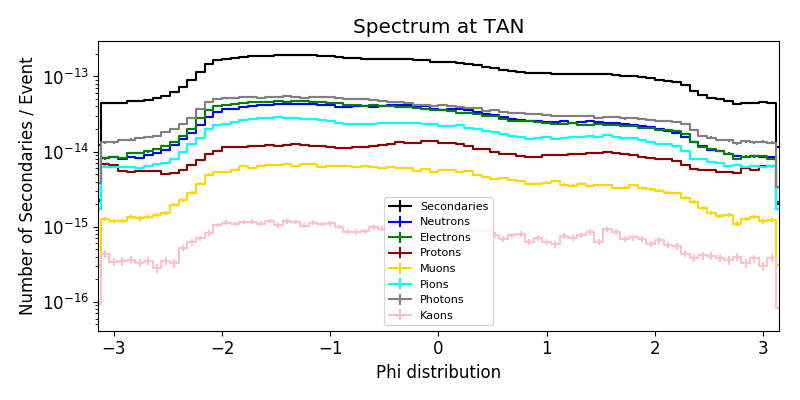 Spectrum at TAN
Number of Secondaries / Event
10⁻¹³
10⁻¹⁴
10⁻¹⁵
10⁻¹⁶
Secondaries
Neutrons
Electrons
Protons
Muons
Pions
Photons
Kaons
−3 −2 −1 0 1 2 3
Phi distribution